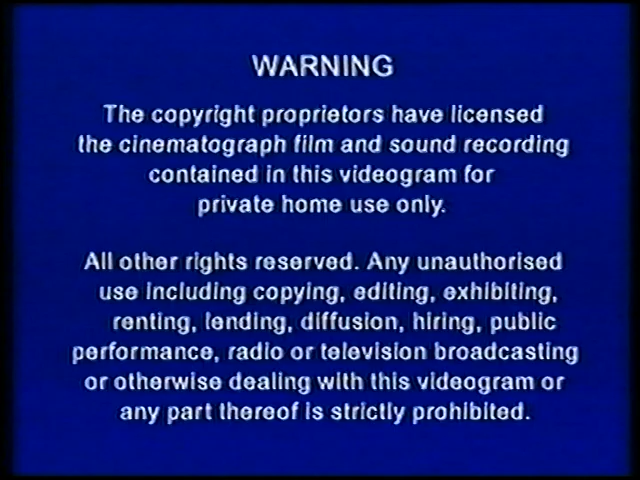 WARNING
The copyright proprietors have licensed
the cinematograph film and sound recording
contained in this videogram for
private home use only.
All other rights reserved. Any unauthorised
use including copying, editing, exhibiting,
renting, lending, diffusion, hiring, public
performance, radio or television broadcasting
or otherwise dealing with this videogram or
any part thereof is strictly prohibited.